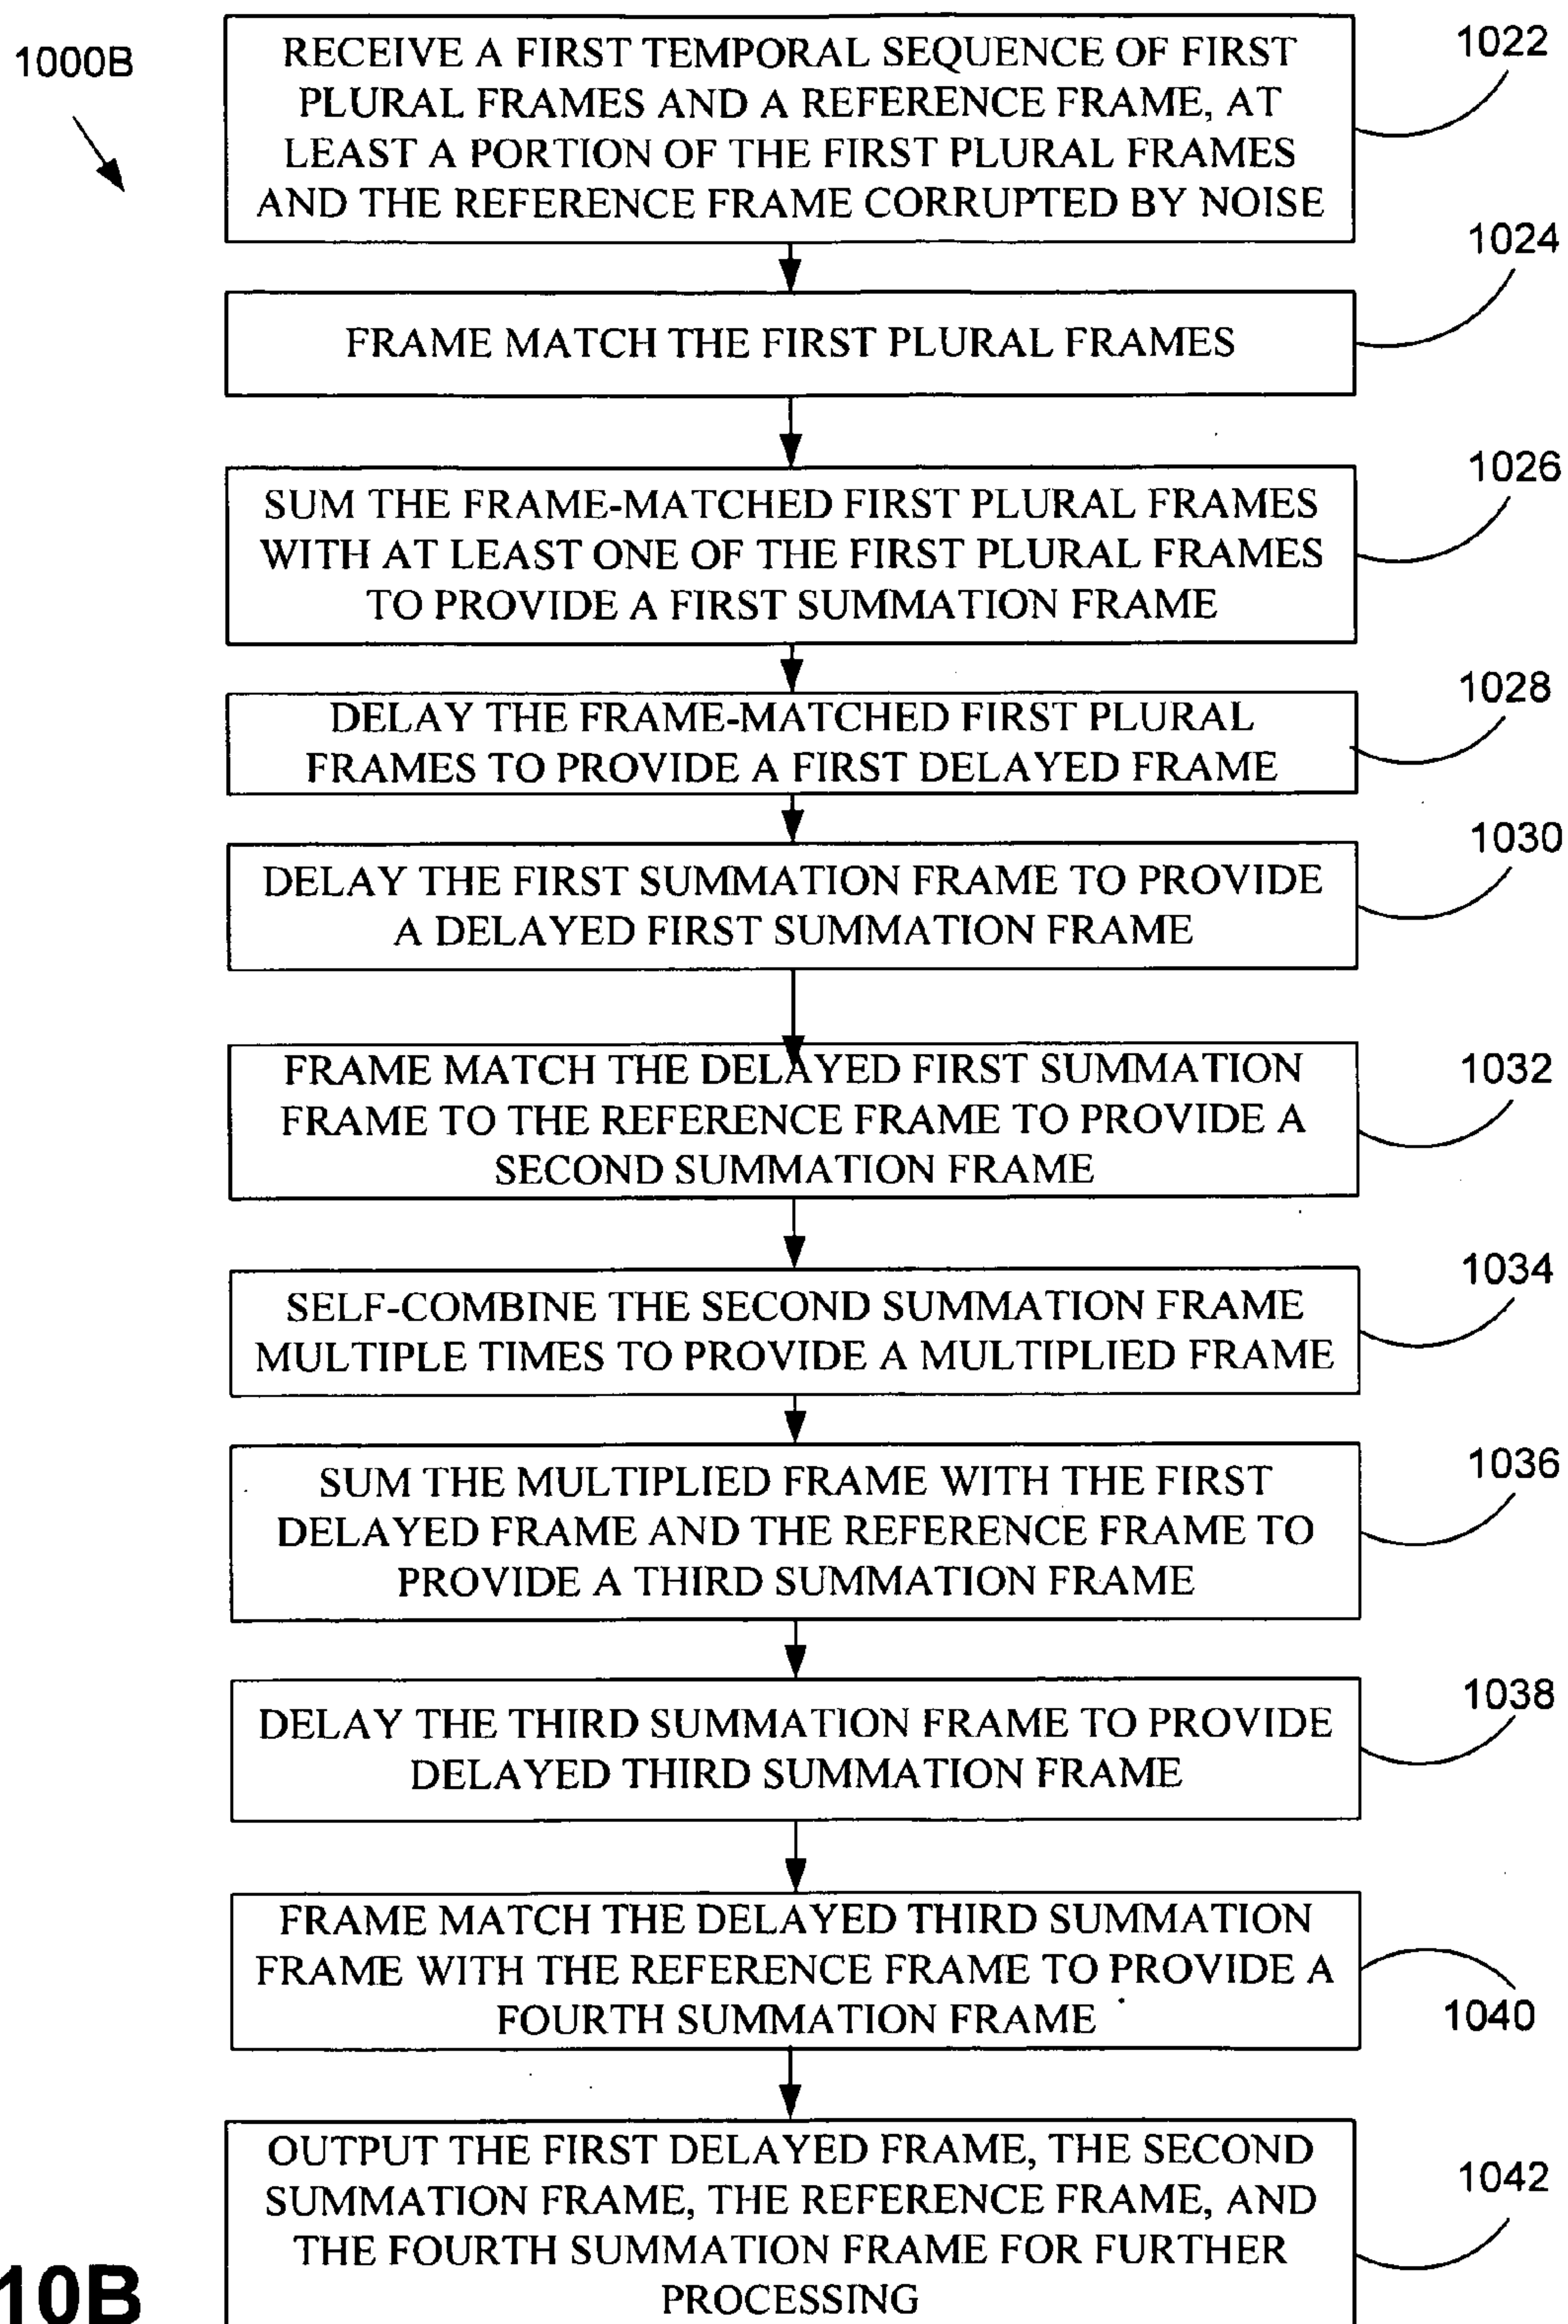 1000B
RECEIVE A FIRST TEMPORAL SEQUENCE OF FIRST
PLURAL FRAMES AND A REFERENCE FRAME, AT
LEAST A PORTION OF THE FIRST PLURAL FRAMES
AND THE REFERENCE FRAME CORRUPTED BY NOISE
1022
FRAME MATCH THE FIRST PLURAL FRAMES
1024
SUM THE FRAME-MATCHED FIRST PLURAL FRAMES
WITH AT LEAST ONE OF THE FIRST PLURAL FRAMES
TO PROVIDE A FIRST SUMMATION FRAME
1026
DELAY THE FRAME-MATCHED FIRST PLURAL
FRAMES TO PROVIDE A FIRST DELAYED FRAME
1028
DELAY THE FIRST SUMMATION FRAME TO PROVIDE
A DELAYED FIRST SUMMATION FRAME
1030
FRAME MATCH THE DELAYED FIRST SUMMATION
FRAME TO THE REFERENCE FRAME TO PROVIDE A
SECOND SUMMATION FRAME
1032
SELF-COMBINE THE SECOND SUMMATION FRAME
MULTIPLE TIMES TO PROVIDE A MULTIPLIED FRAME
1034
SUM THE MULTIPLIED FRAME WITH THE FIRST
DELAYED FRAME AND THE REFERENCE FRAME TO
PROVIDE A THIRD SUMMATION FRAME
1036
DELAY THE THIRD SUMMATION FRAME TO PROVIDE
DELAYED THIRD SUMMATION FRAME
1038
FRAME MATCH THE DELAYED THIRD SUMMATION
FRAME WITH THE REFERENCE FRAME TO PROVIDE A
FOURTH SUMMATION FRAME
1040
OUTPUT THE FIRST DELAYED FRAME, THE SECOND
SUMMATION FRAME, THE REFERENCE FRAME, AND
THE FOURTH SUMMATION FRAME FOR FURTHER
PROCESSING
1042
10B